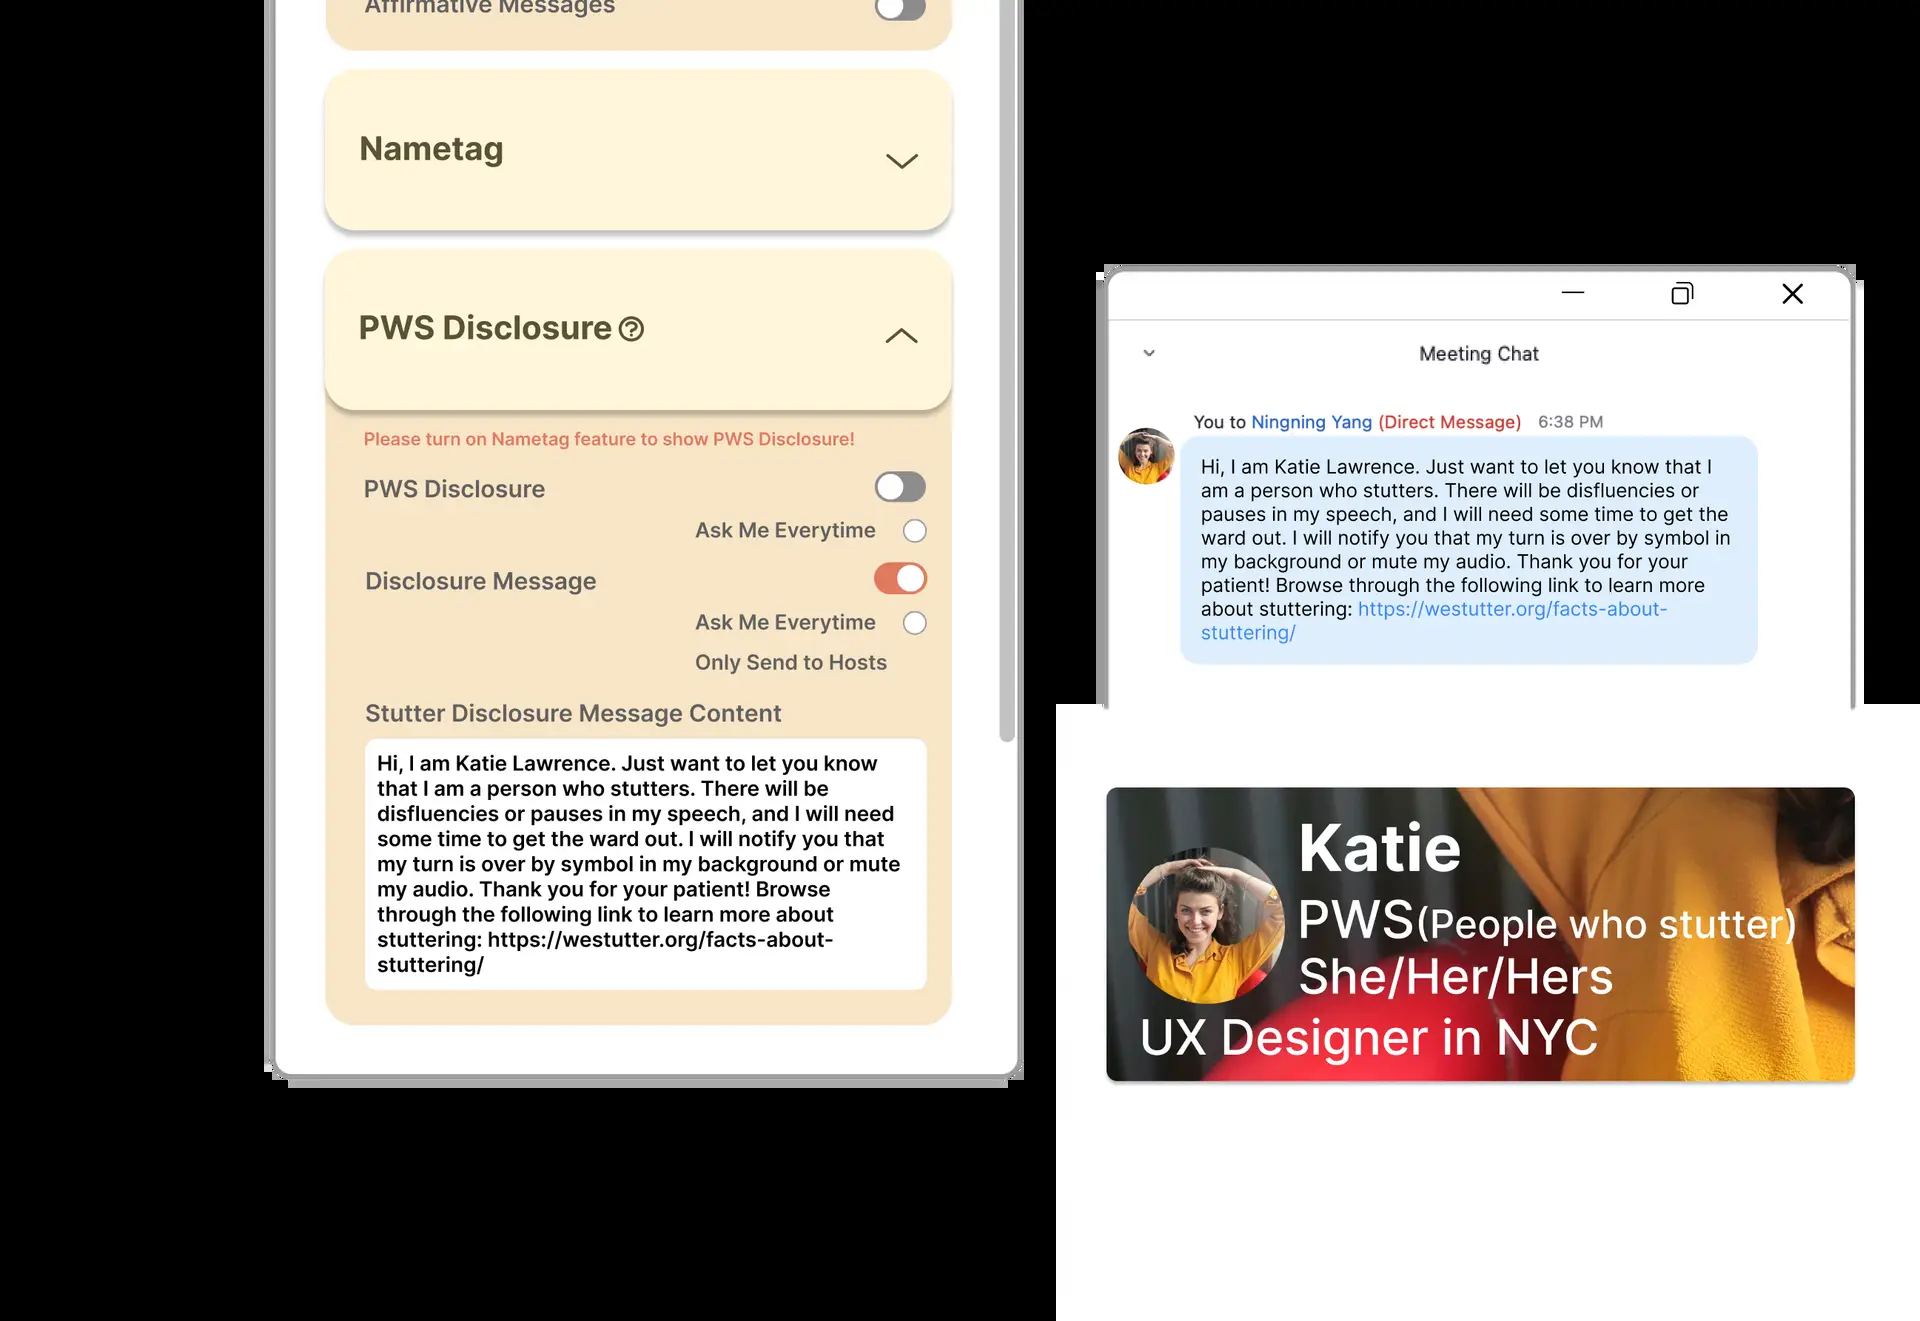 Affirmative Messages
Nametag
PWS Disclosure
Please turn on Nametag feature to show PWS Disclosure!
PWS Disclosure
Ask Me Everytime
Disclosure Message
Ask Me Everytime
Only Send to Hosts
Stutter Disclosure Message Content
Hi, I am Katie Lawrence. Just want to let you know
that I am a person who stutters. There will be
disfluencies or pauses in my speech, and I will need
some time to get the ward out. I will notify you that
my turn is over by symbol in my background or mute
my audio. Thank you for your patient! Browse
through the following link to learn more about
stuttering: https://westutter.org/facts-about-
stuttering/
Meeting Chat
You to Ningning Yang (Direct Message) 6:38 PM
Hi, I am Katie Lawrence. Just want to let you know that I
am a person who stutters. There will be disfluencies or
pauses in my speech, and I will need some time to get the
ward out. I will notify you that my turn is over by symbol in
my background or mute my audio. Thank you for your
patient! Browse through the following link to learn more
about stuttering: https://westutter.org/facts-about-
stuttering/
Katie
PWS(People who stutter)
She/Her/Hers
UX Designer in NYC